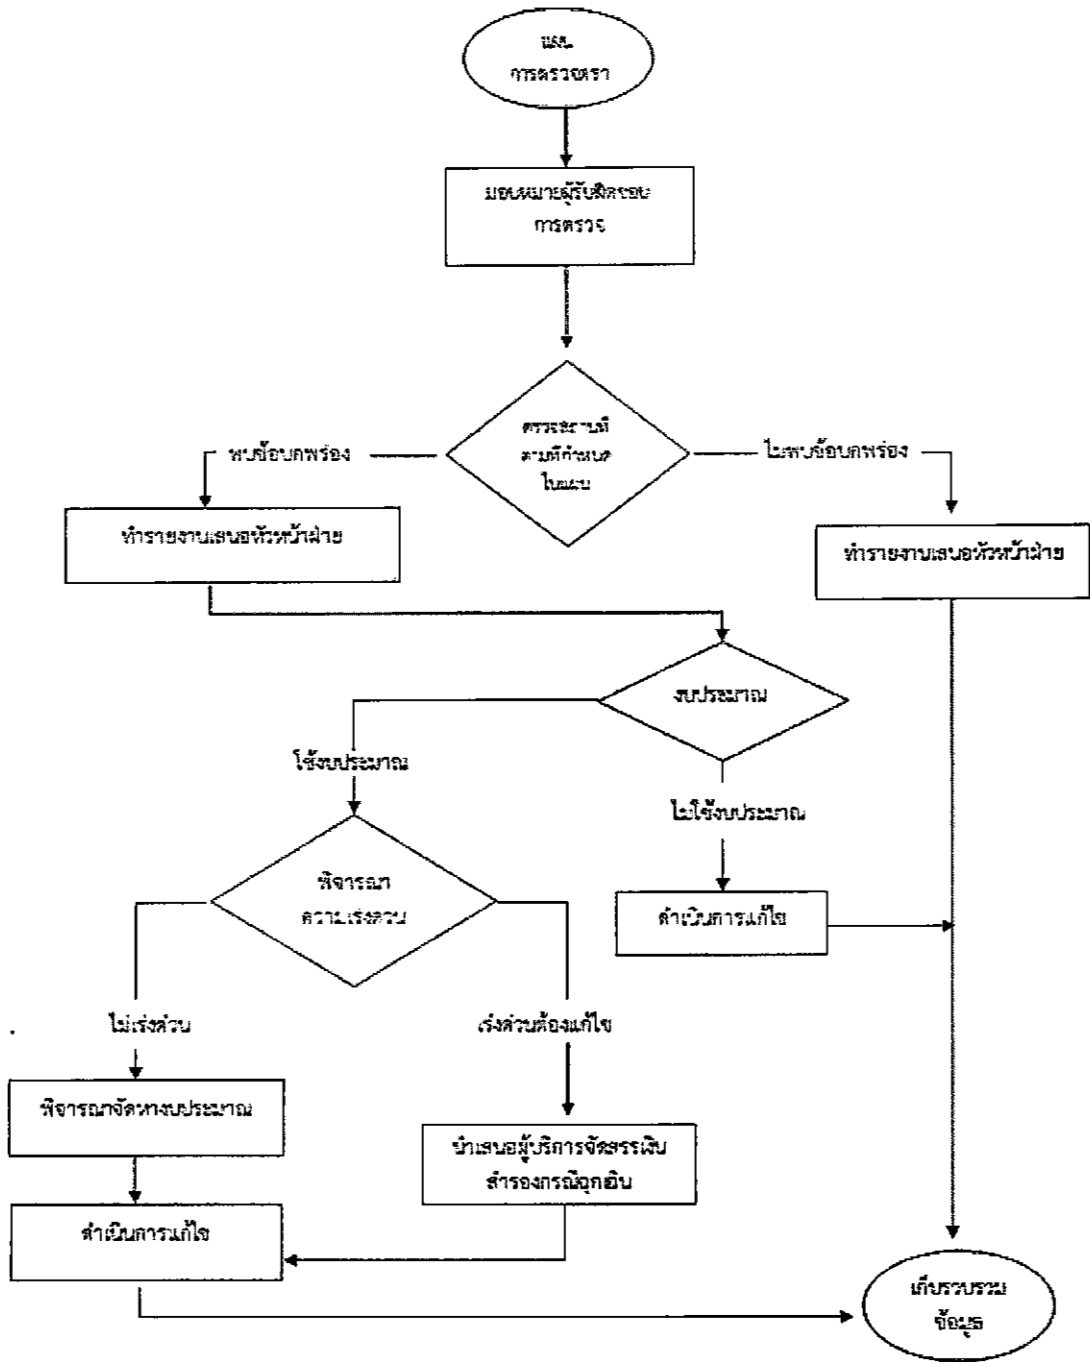 แผน
การตรวจตรา
มอบหมายผู้รับผิดชอบ
การตรวจ
ตรวจสถานที่
ตามที่กำหนด
ในแผน
พบข้อบกพร่อง
ไม่พบข้อบกพร่อง
ทำรายงานเสนอหัวหน้าฝ่าย
ทำรายงานเสนอหัวหน้าฝ่าย
งบประมาณ
ใช้งบประมาณ
ไม่ใช้งบประมาณ
พิจารณา
ความเร่งด่วน
ดำเนินการแก้ไข
ไม่เร่งด่วน
เร่งด่วนต้องแก้ไข
พิจารณาจัดหางบประมาณ
นำเสนอผู้บริการจัดสรรเงิน
สำรองกรณีฉุกเฉิน
ดำเนินการแก้ไข
เก็บรวบรวม
ข้อมูล